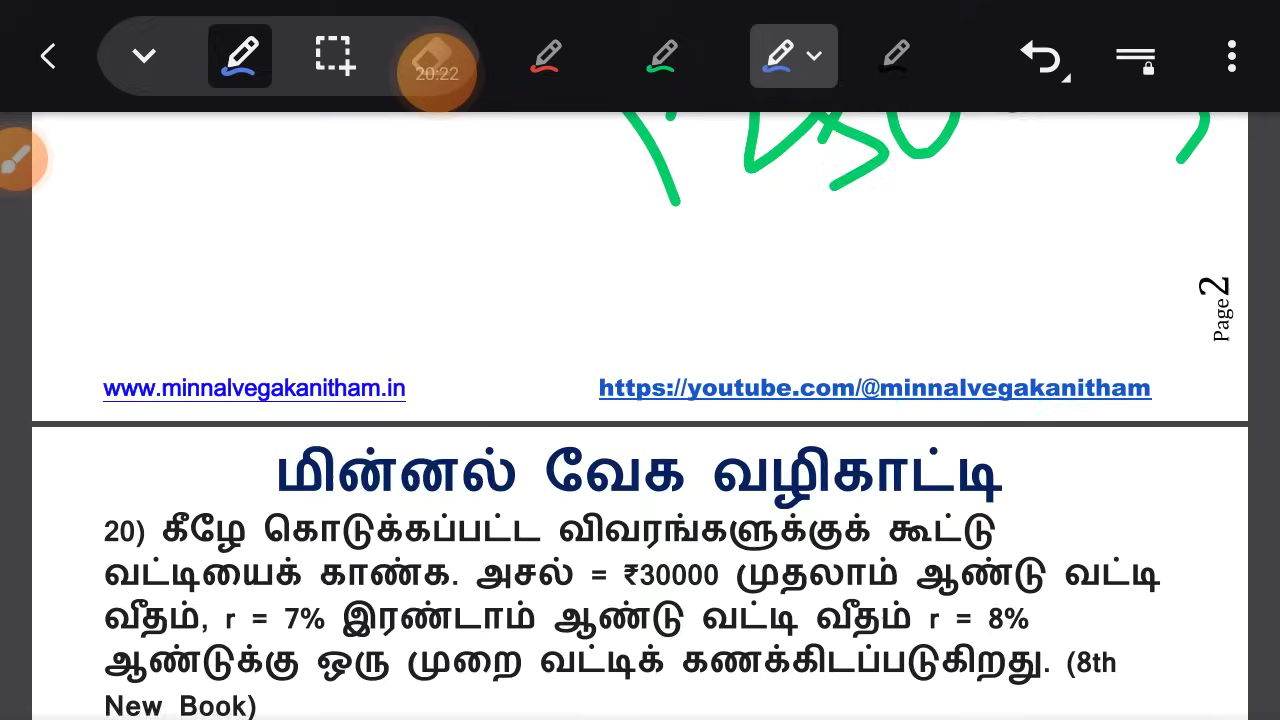 20:22
Page 2
www.minnalvegakanitham.in
https://youtube.com/@minnalvegakanitham
மின்னல் வேக வழிகாட்டி
20) கீழே கொடுக்கப்பட்ட விவரங்களுக்குக் கூட்டு
வட்டியைக் காண்க. அசல் = ₹30000 முதலாம் ஆண்டு வட்டி
வீதம், r = 7% இரண்டாம் ஆண்டு வட்டி வீதம் r = 8%
ஆண்டுக்கு ஒரு முறை வட்டிக் கணக்கிடப்படுகிறது. (8th
New Book)